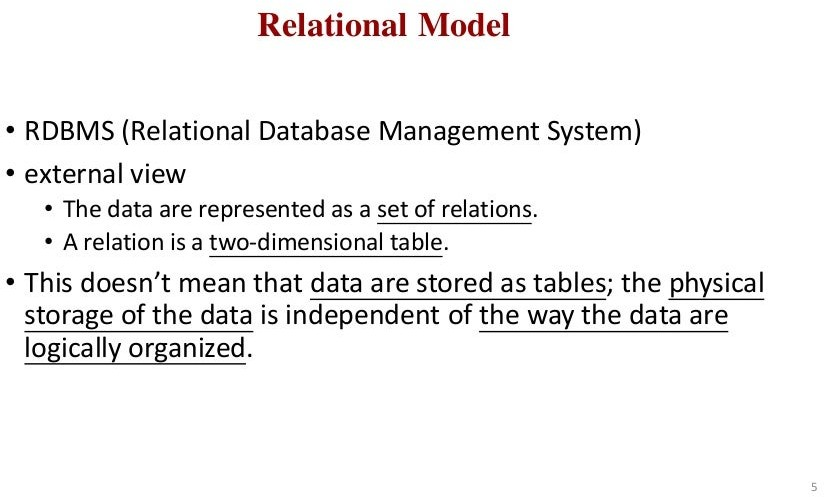 Relational Model
• RDBMS (Relational Database Management System)
• external view
• The data are represented as a set of relations.
• A relation is a two-dimensional table.
• This doesn’t mean that data are stored as tables; the physical
storage of the data is independent of the way the data are
logically organized.
5